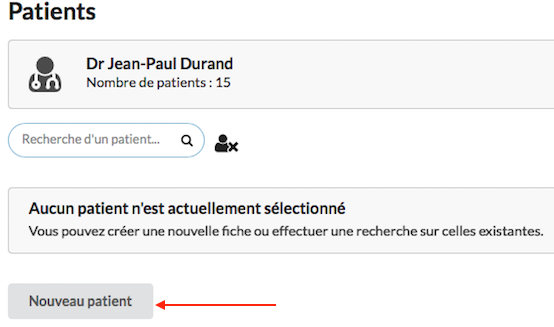 Patients
Dr Jean-Paul Durand
Nombre de patients : 15
Recherche d'un patient...
Aucun patient n'est actuellement sélectionné
Vous pouvez créer une nouvelle fiche ou effectuer une recherche sur celles existantes.
Nouveau patient